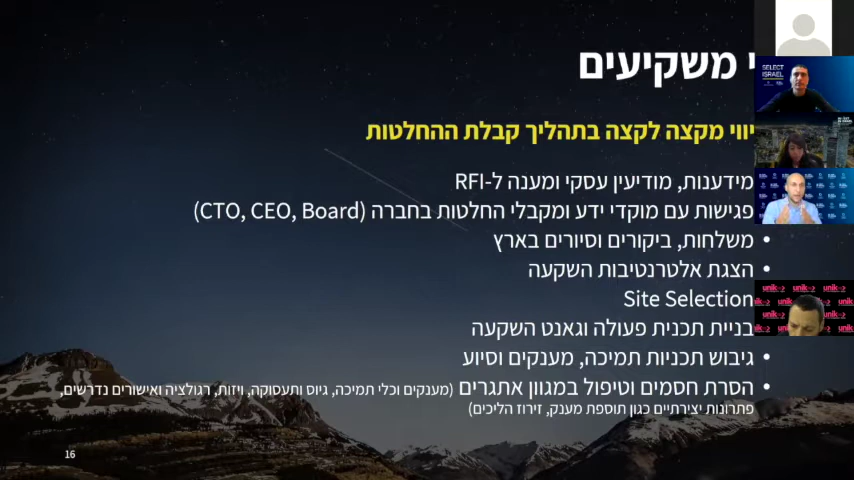 י משקיעים
יווי מקצה לקצה בתהליך קבלת ההחלטות
מידענות, מודיעין עסקי ומענה ל-RFI
פגישות עם מוקדי ידע ומקבלי החלטות בחברה (CTO, CEO, Board)
• משלחות, ביקורים וסיורים בארץ
• הצגת אלטרנטיבות השקעה
Site Selection
בניית תכנית פעולה וגאנט השקעה
• גיבוש תכניות תמיכה, מענקים וסיוע
• הסרת חסמים וטיפול במגוון אתגרים (מענקים וכלי תמיכה, גיוס ותעסוקה, ויזות, רגולציה ואישורים נדרשים,
פתרונות יצירתיים כגון תוספת מענק, זירוז הליכים)
16
SELECT
ISRAEL
unik